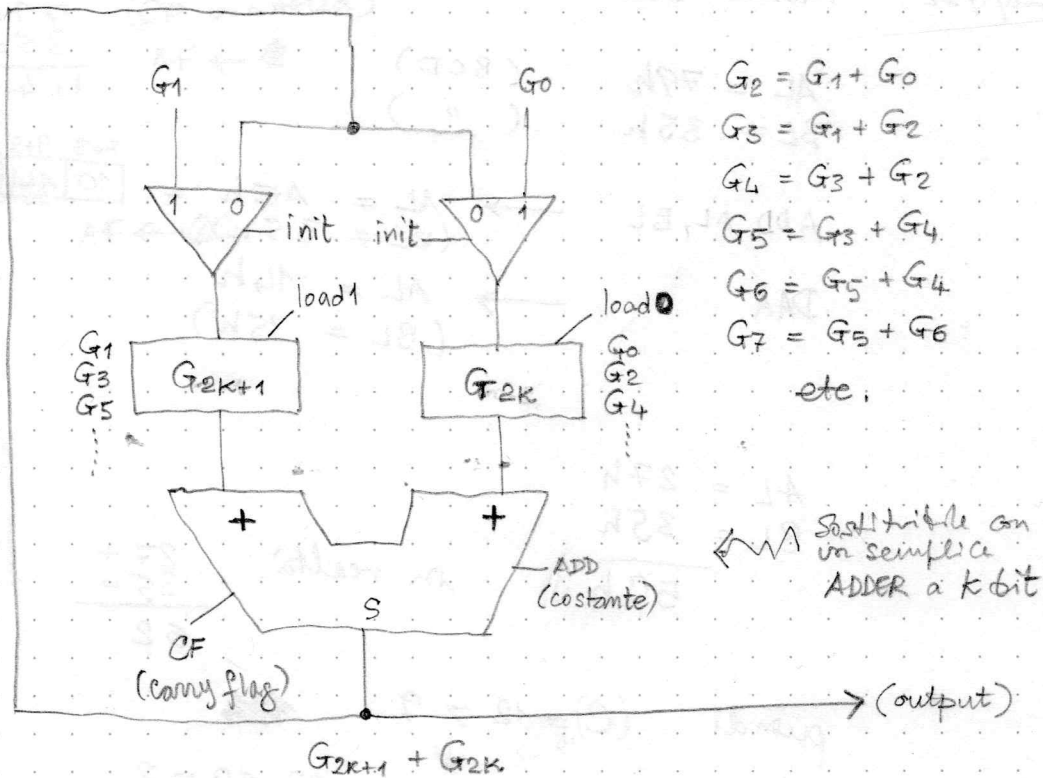 G1
G0
1 0
0 1
init.
init
load1
load0
G1
G3
G5
G2K+1
G2K
G0
G2
G4
+
+
S
ADD
(costante)
CF
(carry flag)
(output)
G2K+1 + G2K
G2 = G1 + G0
G3 = G1 + G2
G4 = G3 + G2
G5 = G3 + G4
G6 = G5 + G4
G7 = G5 + G6
etc.
sostituibile con
un semplice
ADDER a K bit